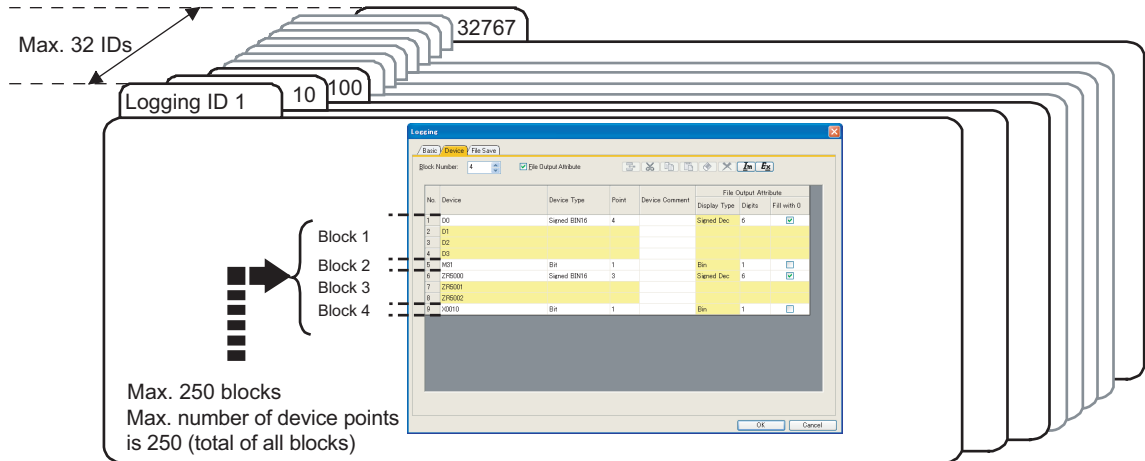 32767
Max. 32 IDs
100
10
Logging ID 1
Logging
Basic Device File Save
Block Number: 4 File Output Attribute Im Ex
File Output Attribute
No. Device Device Type Point Device Comment Display Type Digits Fill with 0
1 D0 Signed BIN16 4 Signed Dec 6
2 D1
3 D2
4 D3
5 M31 Bit 1 Bin 1
6 ZR5000 Signed BIN16 3 Signed Dec 6
7 ZR5001
8 ZR5002
9 X0010 Bit 1 Bin 1
Block 1
Block 2
Block 3
Block 4
Max. 250 blocks
Max. number of device points
is 250 (total of all blocks)
OK Cancel